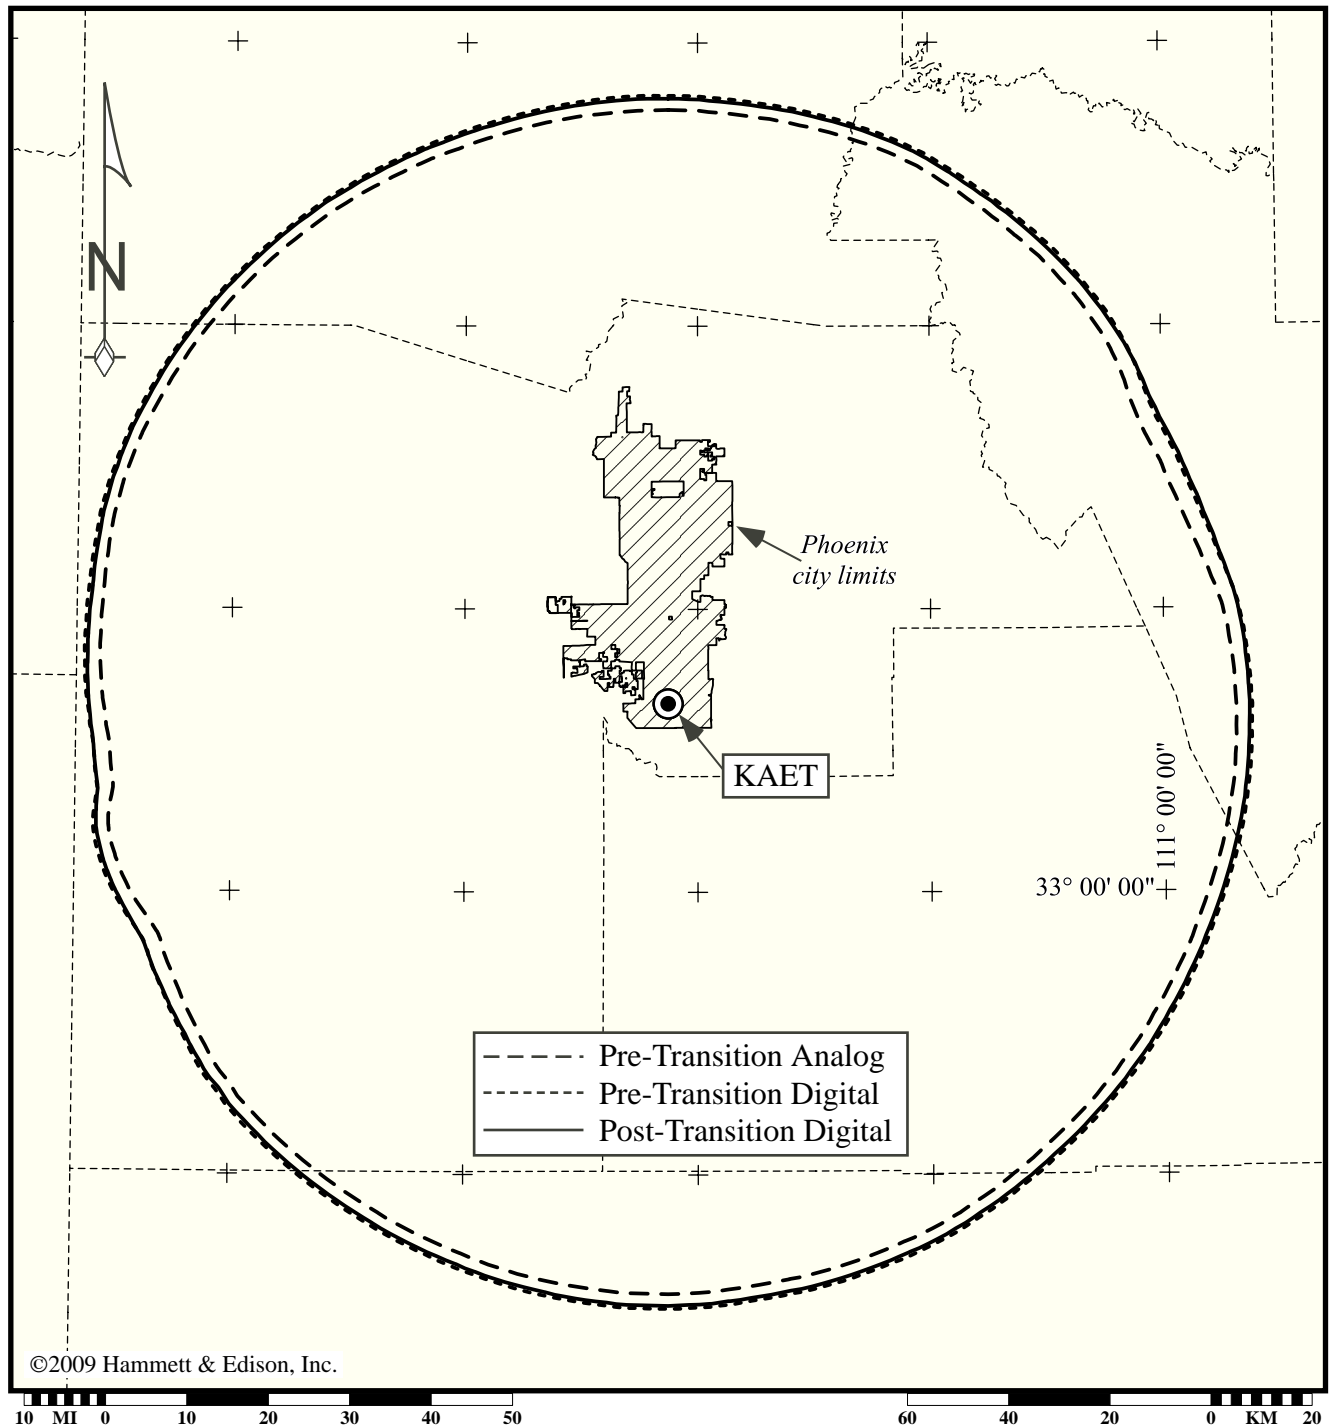 N
Phoenix
city limits
KAET
111° 00' 00"
33° 00' 00"
Pre-Transition Analog
Pre-Transition Digital
Post-Transition Digital
©2009 Hammett & Edison, Inc.
10 MI 0 10 20 30 40 50 60 40 20 0 KM 20